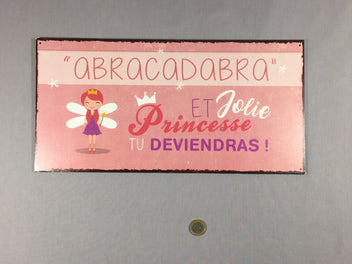 "ABRACADABRA"
ET Jolie
Princesse
TU DEVIENDRAS !